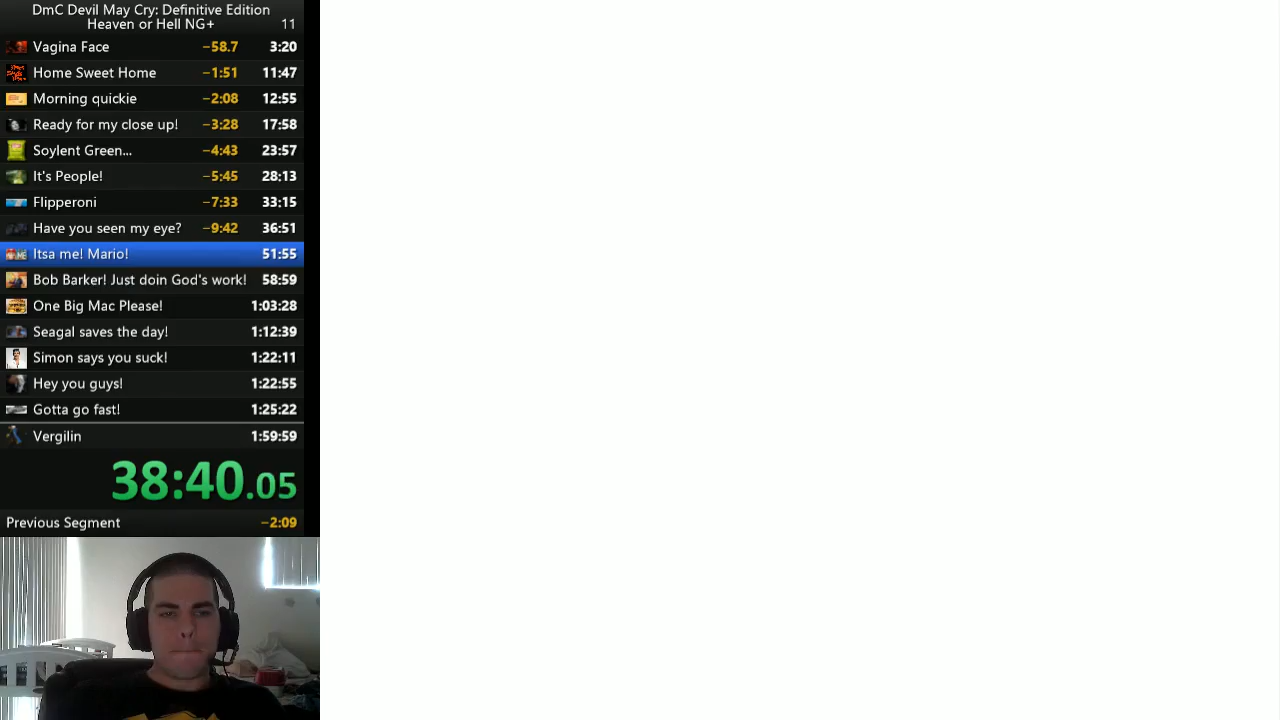 DmC Devil May Cry: Definitive Edition
Heaven or Hell NG+ 11
Vagina Face −58.7 3:20
Home Sweet Home −1:51 11:47
Morning quickie −2:08 12:55
Ready for my close up! −3:28 17:58
Soylent Green... −4:43 23:57
It's People! −5:45 28:13
Flipperoni −7:33 33:15
Have you seen my eye? −9:42 36:51
Itsa me! Mario! 51:55
Bob Barker! Just doin God's work! 58:59
One Big Mac Please! 1:03:28
Seagal saves the day! 1:12:39
Simon says you suck! 1:22:11
Hey you guys! 1:22:55
Gotta go fast! 1:25:22
Vergilin 1:59:59
38:40.05
Previous Segment −2:09